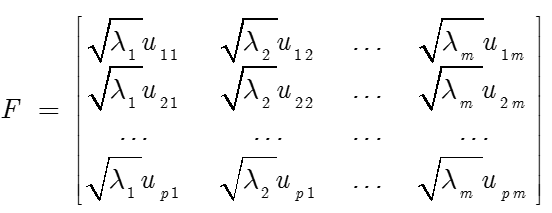 √λ₁ u₁₁ √λ₂ u₁₂ … √λₘ u₁ₘ
√λ₁ u₂₁ √λ₂ u₂₂ … √λₘ u₂ₘ
F = … … … …
√λ₁ uₚ₁ √λ₂ uₚ₁ … √λₘ uₚₘ